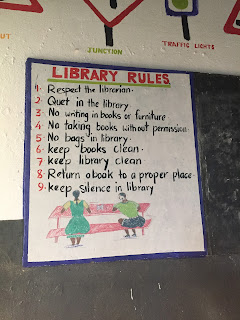 JUNCTION
TRAFFIC LIGHTS
LIBRARY RULES
1. Respect the librarian.
2. Quet in the library
3. No writing in books or furniture
4. No taking books without permission.
5. No bags in library.
6. keep books clean.
7. keep library clean.
8. Return a book to a proper place.
9. keep silence in library